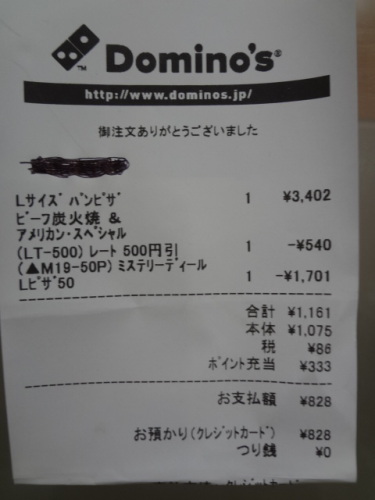 Domino's®
TM
http://www.dominos.jp/
御注文ありがとうございました
Lサイズ パンピザ 1 ¥3,402
ビーフ炭火焼 &
アメリカン・スペシャル
(LT-500) レート 500円引 1 -¥540
(▲M19-50P) ミステリーディール
Lピザ50 1 -¥1,701
合計 ¥1,161
本体 ¥1,075
税 ¥86
ポイント充当 ¥333
お支払額 ¥828
お預かり(クレジットカード) ¥828
つり銭 ¥0